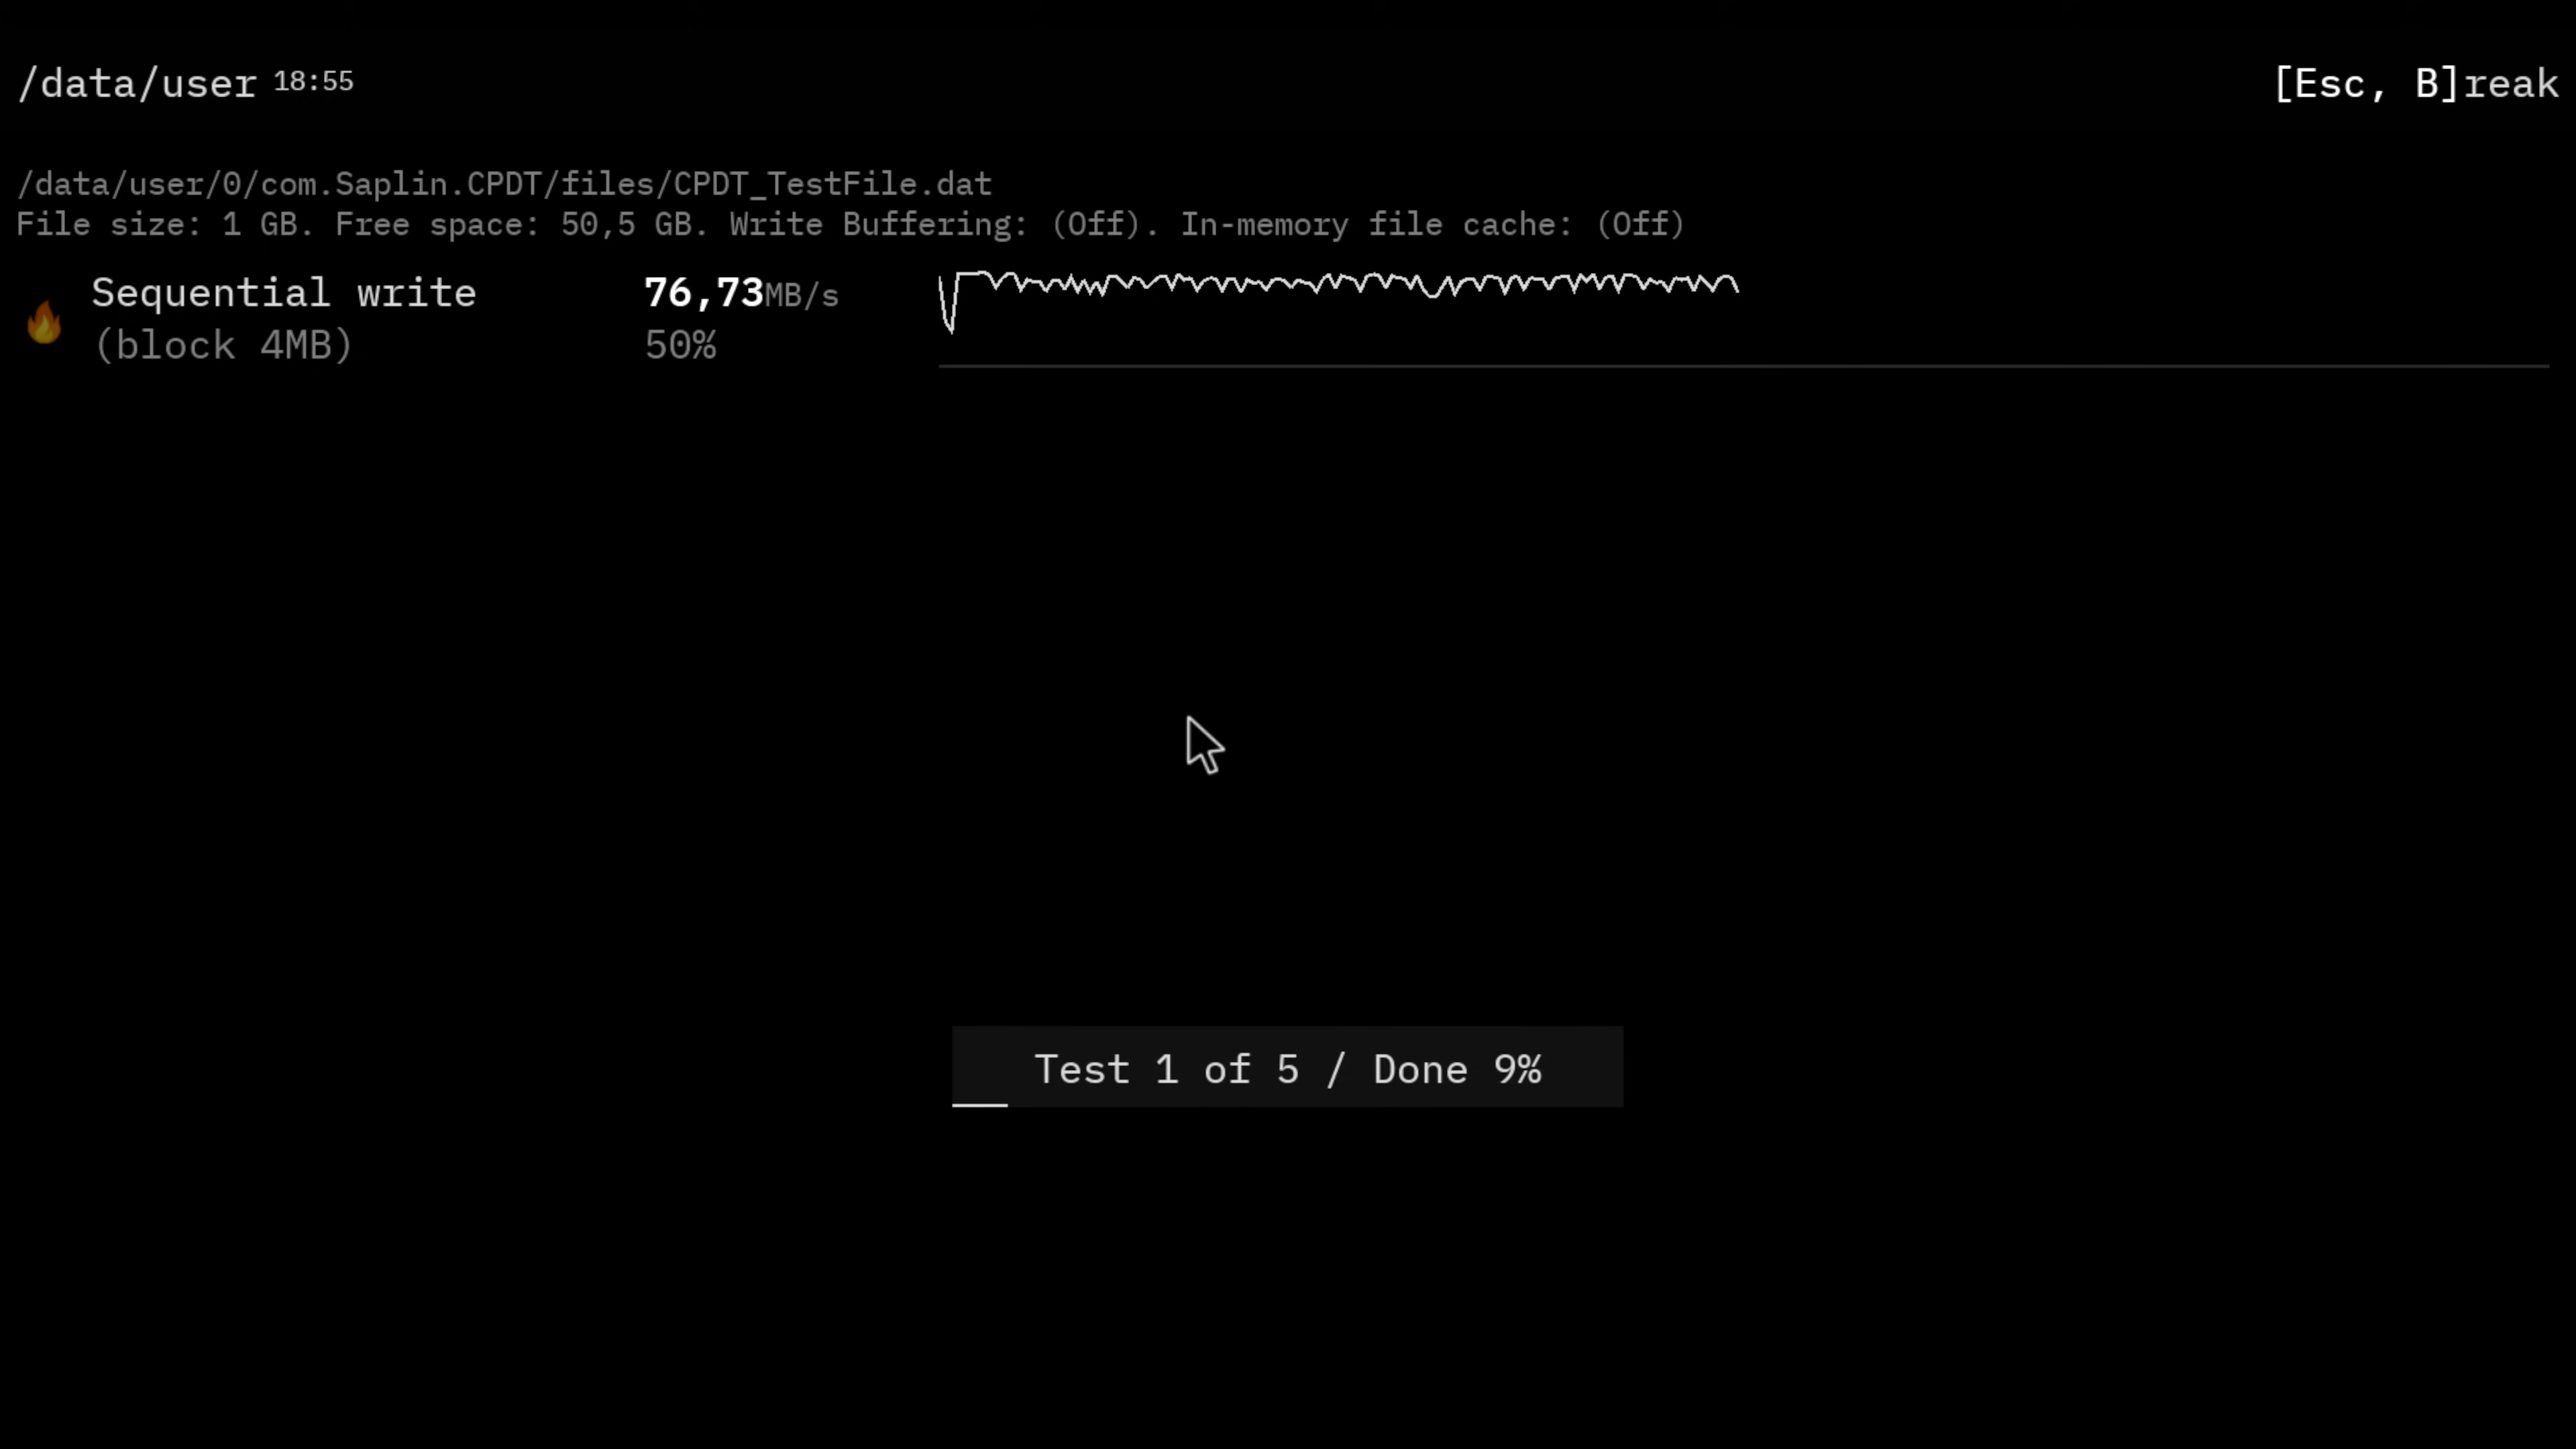 /data/user 18:55
[Esc, B]reak
/data/user/0/com.Saplin.CPDT/files/CPDT_TestFile.dat
File size: 1 GB. Free space: 50,5 GB. Write Buffering: (Off). In-memory file cache: (Off)
Sequential write 76,73MB/s
(block 4MB) 50%
Test 1 of 5 / Done 9%